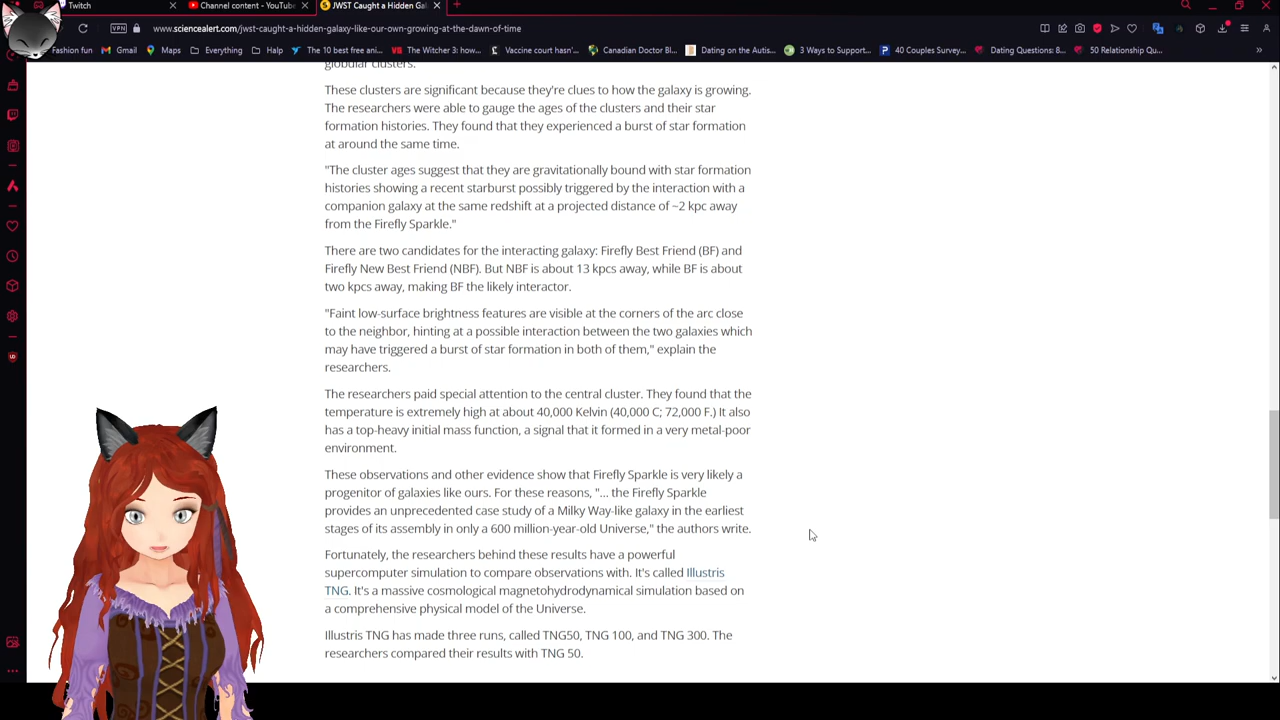 Twitch
Channel content - YouTube
JWST Caught a Hidden Gal
VPN
www.sciencealert.com/jwst-caught-a-hidden-galaxy-like-our-own-growing-at-the-dawn-of-time
Fashion fun
Gmail
Maps
Everything
Halp
The 10 best free ani...
The Witcher 3: how...
Vaccine court hasn'...
Canadian Doctor Bl...
Dating on the Autis...
3 Ways to Support...
40 Couples Survey...
Dating Questions: 8...
50 Relationship Qu...
globular clusters.
These clusters are significant because they're clues to how the galaxy is growing.
The researchers were able to gauge the ages of the clusters and their star
formation histories. They found that they experienced a burst of star formation
at around the same time.
"The cluster ages suggest that they are gravitationally bound with star formation
histories showing a recent starburst possibly triggered by the interaction with a
companion galaxy at the same redshift at a projected distance of ~2 kpc away
from the Firefly Sparkle."
There are two candidates for the interacting galaxy: Firefly Best Friend (BF) and
Firefly New Best Friend (NBF). But NBF is about 13 kpcs away, while BF is about
two kpcs away, making BF the likely interactor.
"Faint low-surface brightness features are visible at the corners of the arc close
to the neighbor, hinting at a possible interaction between the two galaxies which
may have triggered a burst of star formation in both of them," explain the
researchers.
The researchers paid special attention to the central cluster. They found that the
temperature is extremely high at about 40,000 Kelvin (40,000 C; 72,000 F.) It also
has a top-heavy initial mass function, a signal that it formed in a very metal-poor
environment.
These observations and other evidence show that Firefly Sparkle is very likely a
progenitor of galaxies like ours. For these reasons, "... the Firefly Sparkle
provides an unprecedented case study of a Milky Way-like galaxy in the earliest
stages of its assembly in only a 600 million-year-old Universe," the authors write.
Fortunately, the researchers behind these results have a powerful
supercomputer simulation to compare observations with. It's called Illustris
TNG. It's a massive cosmological magnetohydrodynamical simulation based on
a comprehensive physical model of the Universe.
Illustris TNG has made three runs, called TNG50, TNG 100, and TNG 300. The
researchers compared their results with TNG 50.